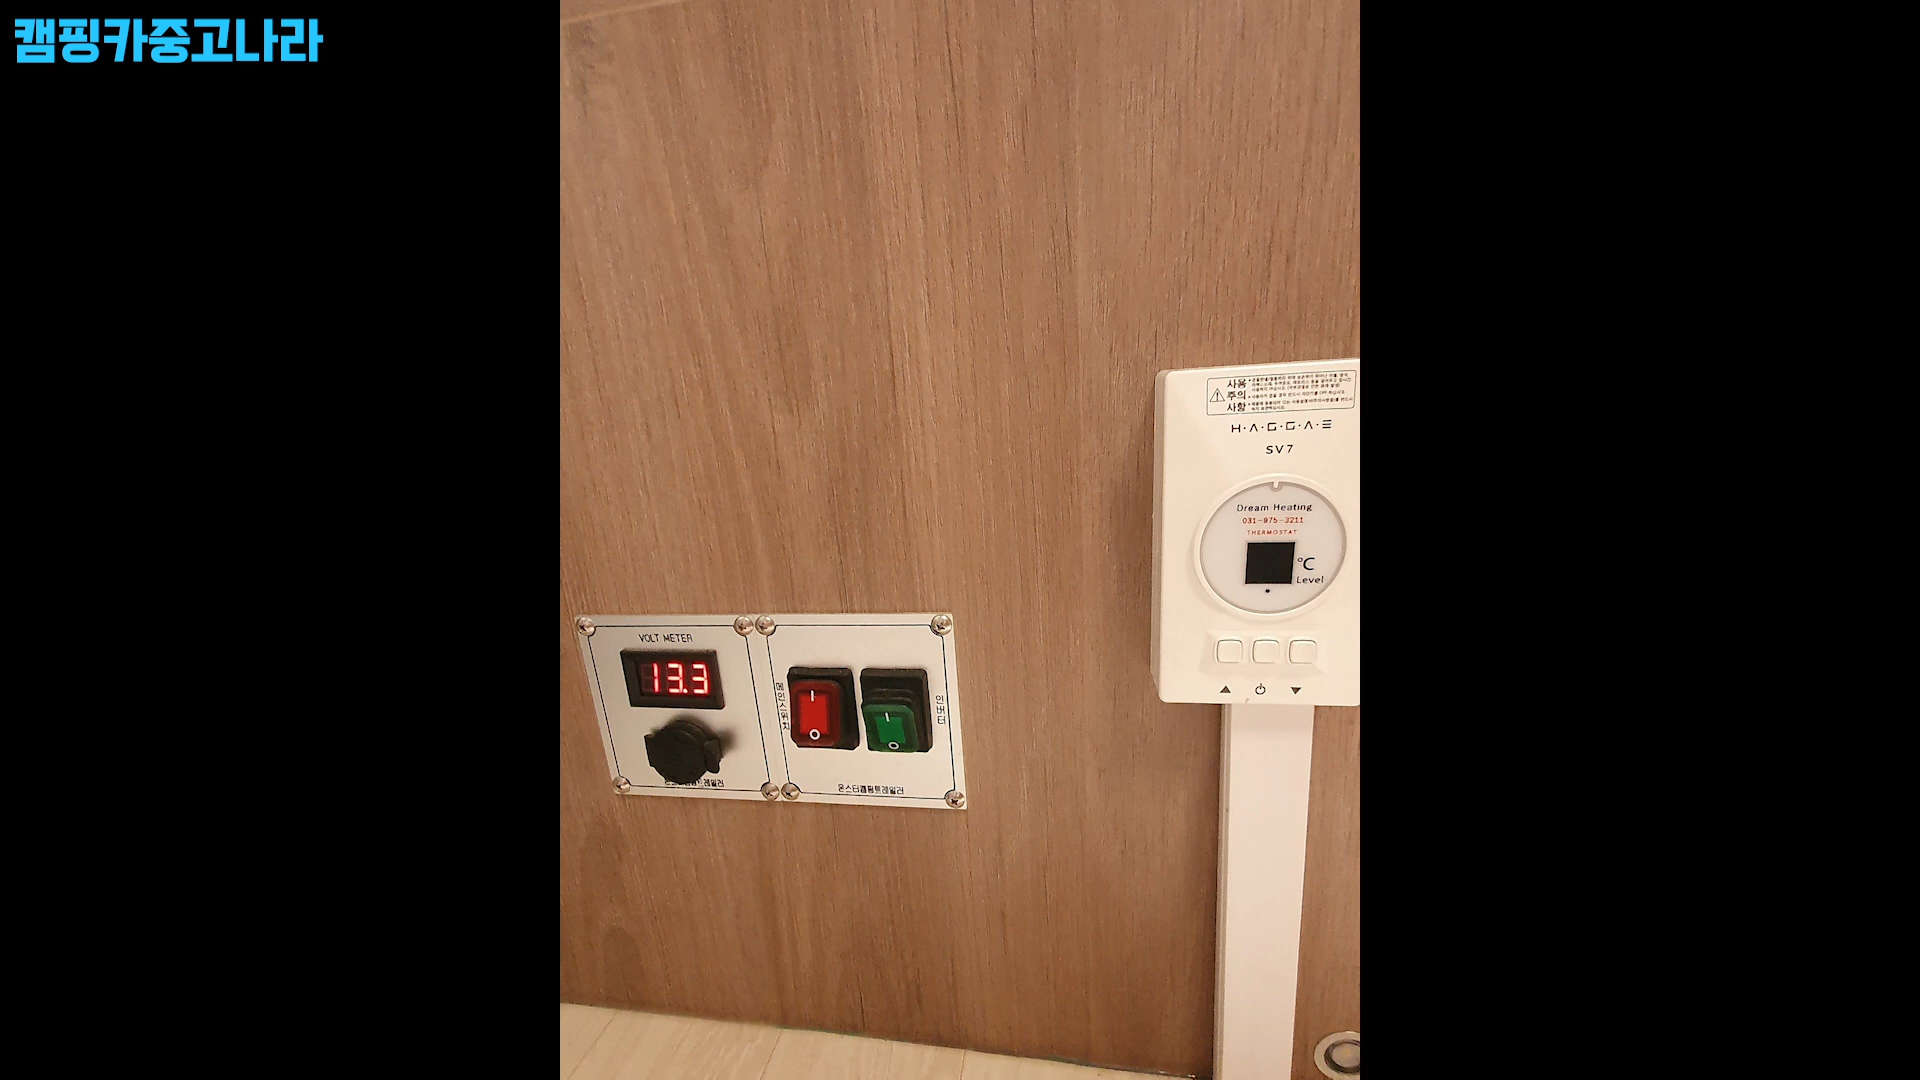 캠핑카중고나라
VOLT METER
13.3
메인스위치
인버터
몬스터캠핑트레일러
사용
주의
사항
H·A·G·G·A·E
SV7
Dream Heating
031-975-3211
THERMOSTAT
°C
Level